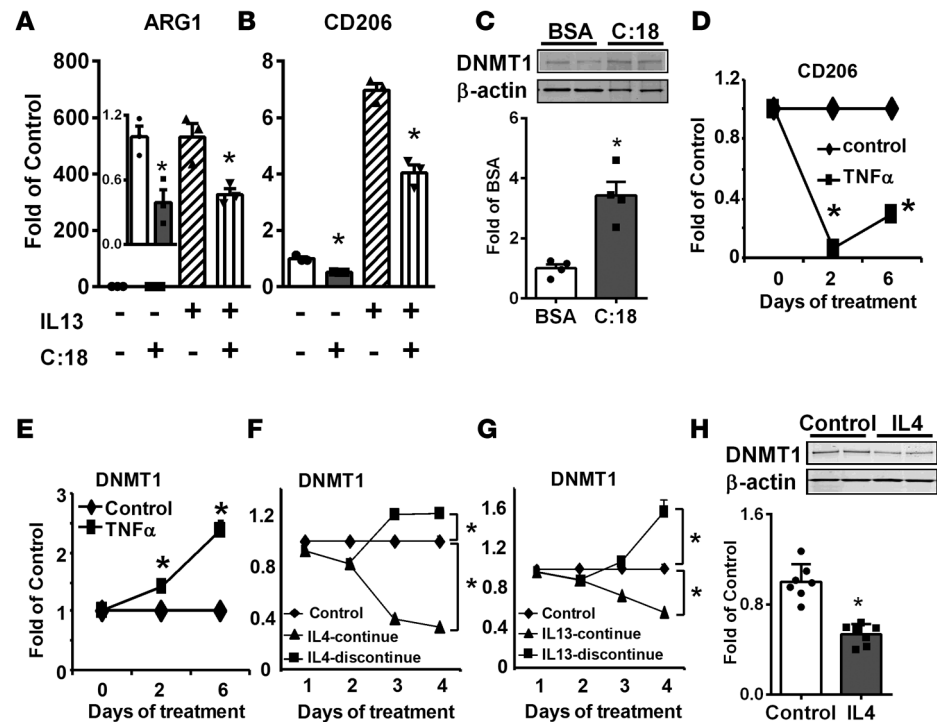 A
ARG1
B
CD206
Fold of Control
800
600
400
200
0
1.2
0.6
0.0
*
*
8
6
4
2
0
*
*
IL13
- - + +
- - + +
C:18
- + - +
- + - +
C
BSA C:18
DNMT1
β-actin
Fold of BSA
6
4
2
0
*
BSA C:18
D
CD206
Fold of Control
1.2
0.8
0.4
0
control
TNFα
*
*
0 2 6
Days of treatment
E
DNMT1
Fold of Control
3
2
1
0
Control
TNFα
*
*
0 2 6
Days of treatment
F
DNMT1
1.2
0.8
0.4
0
*
*
Control
IL4-continue
IL4-discontinue
1 2 3 4
Days of treatment
G
DNMT1
1.6
1.2
0.8
0.4
0
*
*
Control
IL13-continue
IL13-discontinue
1 2 3 4
Days of treatment
H
Control IL4
DNMT1
β-actin
Fold of Control
1.6
0.8
0.0
*
Control IL4